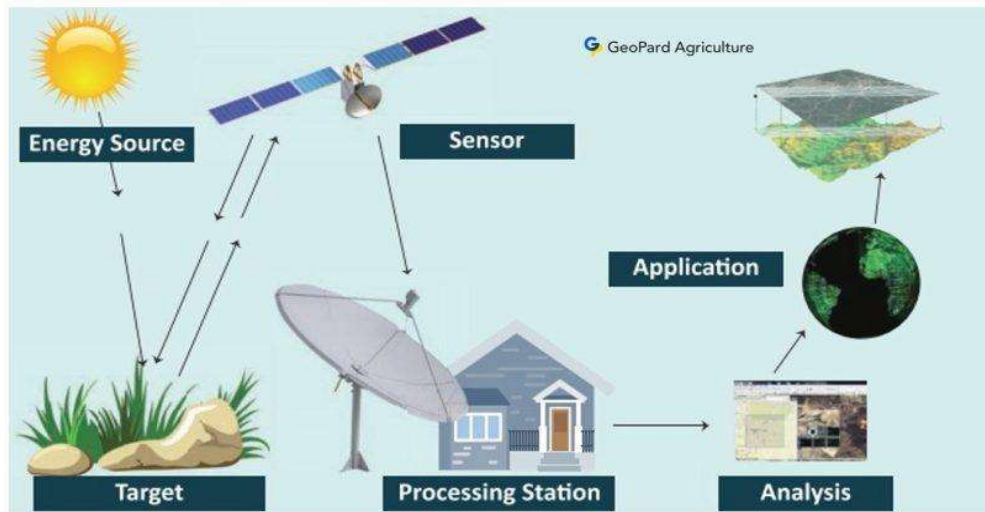 GeoPard Agriculture
Energy Source
Sensor
Application
Target
Processing Station
Analysis